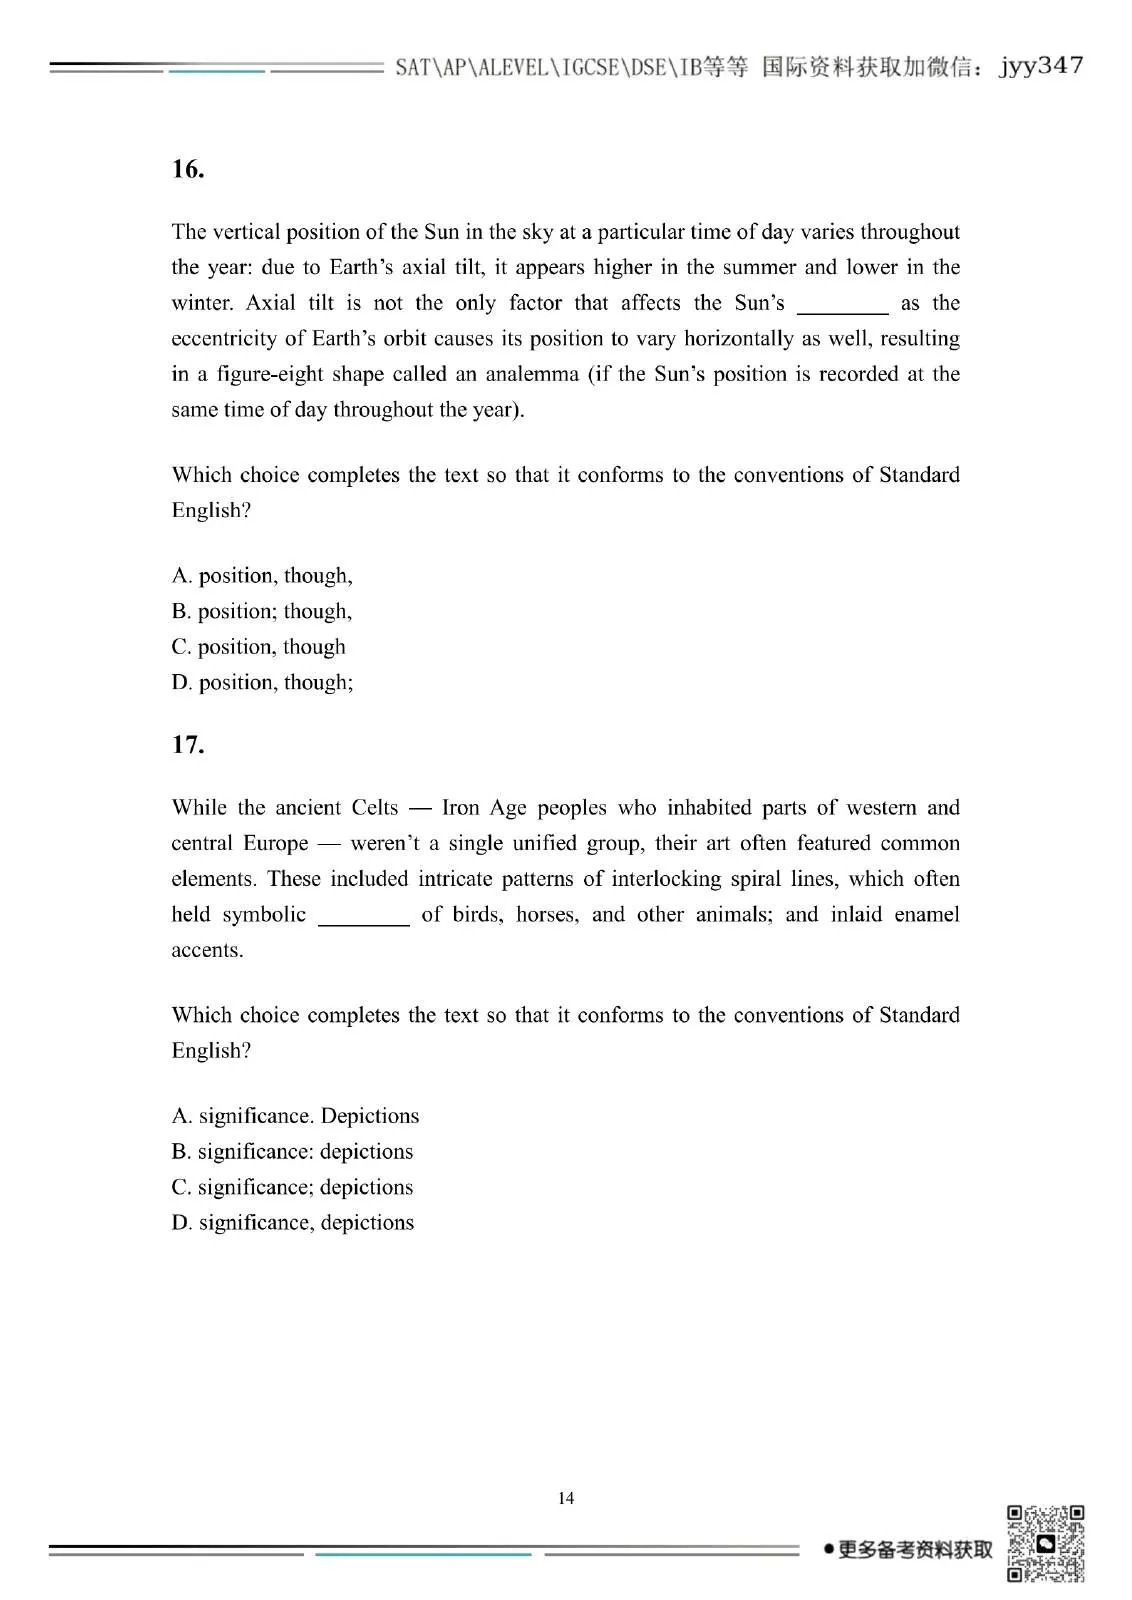 SAT\AP\ALEVEL\IGCSE\DSE\IB等等 国际资料获取加微信: jyy347
16.
The vertical position of the Sun in the sky at a particular time of day varies throughout
the year: due to Earth’s axial tilt, it appears higher in the summer and lower in the
winter. Axial tilt is not the only factor that affects the Sun’s ________ as the
eccentricity of Earth’s orbit causes its position to vary horizontally as well, resulting
in a figure-eight shape called an analemma (if the Sun’s position is recorded at the
same time of day throughout the year).
Which choice completes the text so that it conforms to the conventions of Standard
English?
A. position, though,
B. position; though,
C. position, though
D. position, though;
17.
While the ancient Celts — Iron Age peoples who inhabited parts of western and
central Europe — weren’t a single unified group, their art often featured common
elements. These included intricate patterns of interlocking spiral lines, which often
held symbolic ________ of birds, horses, and other animals; and inlaid enamel
accents.
Which choice completes the text so that it conforms to the conventions of Standard
English?
A. significance. Depictions
B. significance: depictions
C. significance; depictions
D. significance, depictions
14
●更多备考资料获取